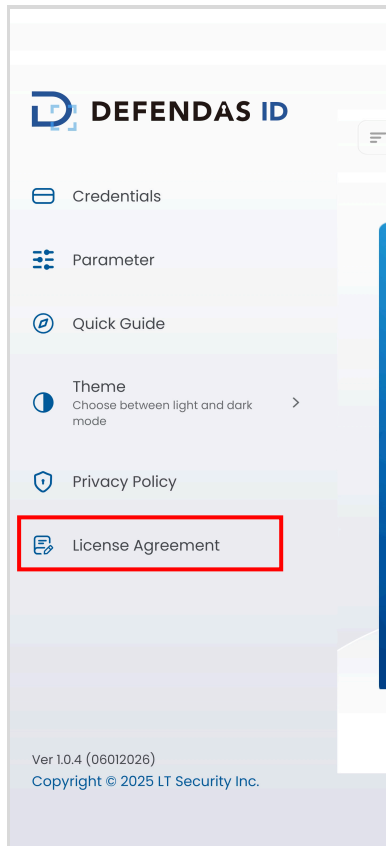 DEFENDAS ID
Credentials
Parameter
Quick Guide
Theme
Choose between light and dark
mode
Privacy Policy
License Agreement
Ver 1.0.4 (06012026)
Copyright © 2025 LT Security Inc.